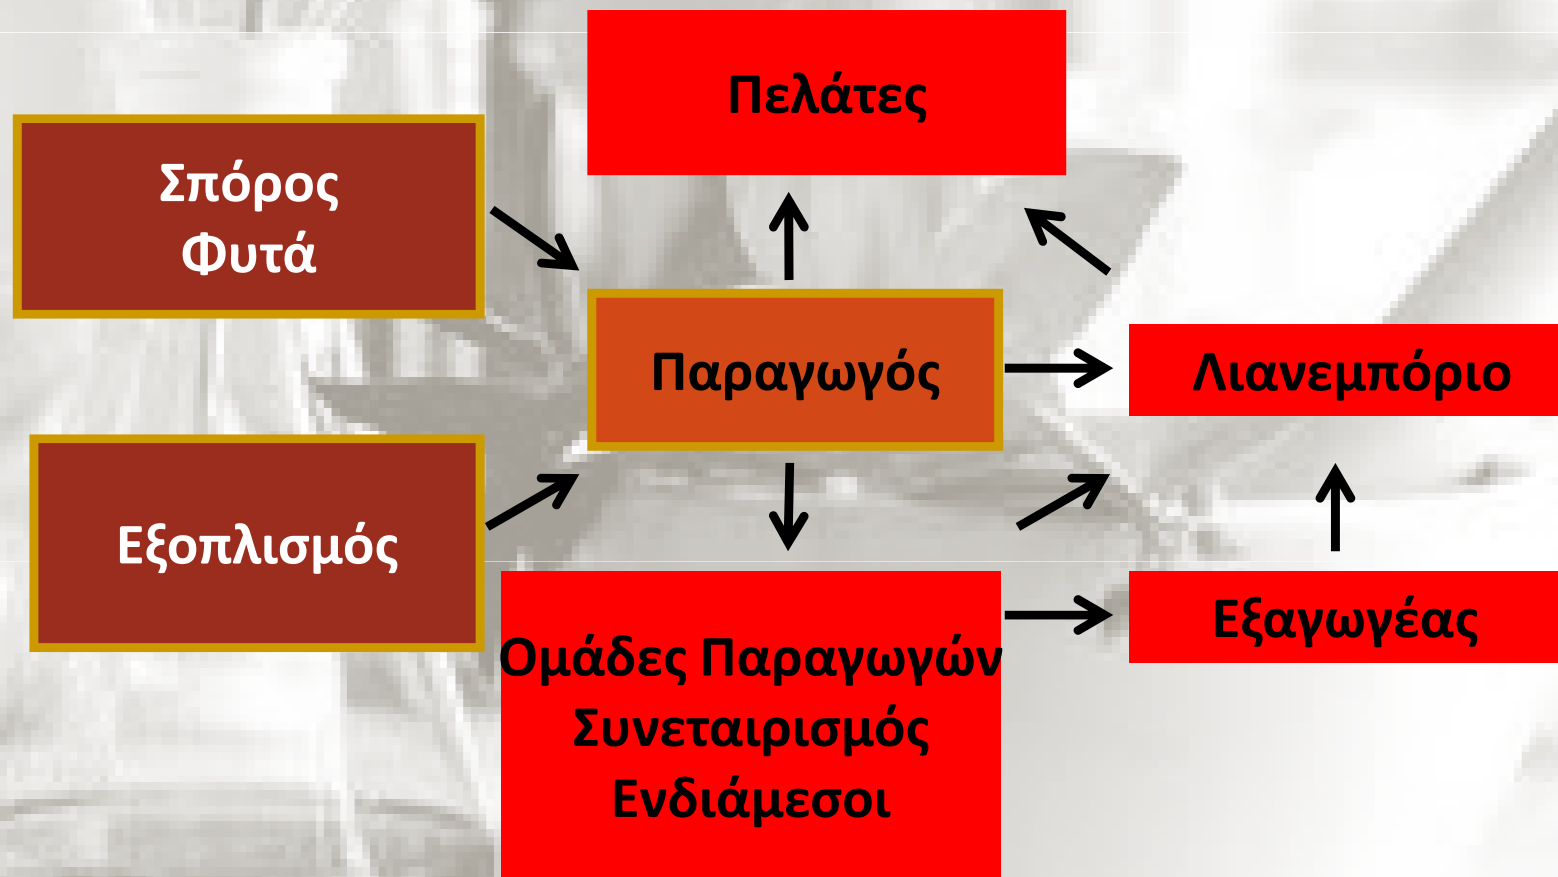 Πελάτες
Σπόρος
Φυτά
Παραγωγός
Λιανεμπόριο
Εξοπλισμός
Εξαγωγέας
Ομάδες Παραγωγών
Συνεταιρισμός
Ενδιάμεσοι